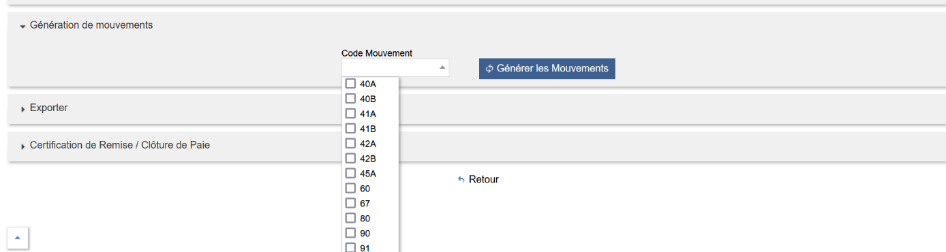 Génération de mouvements
Code Mouvement
Générer les Mouvements
40A
40B
41A
41B
42A
42B
45A
60
67
80
90
91
Exporter
Certification de Remise / Clôture de Paie
Retour